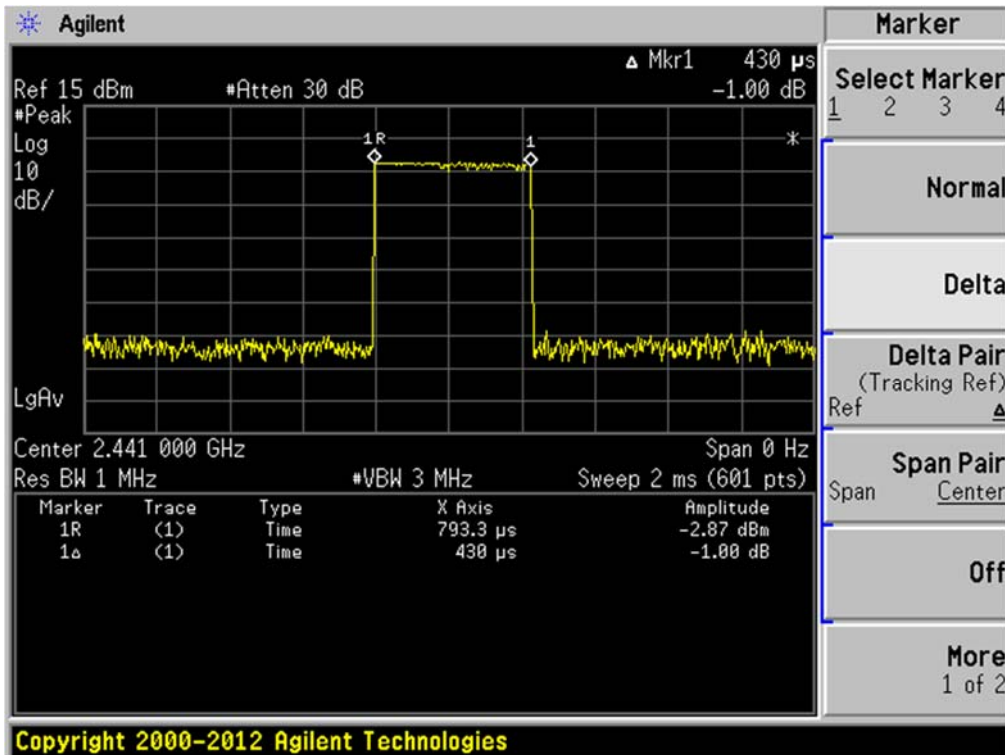 Agilent
Marker
Δ Mkr1 430 µs
Ref 15 dBm #Atten 30 dB -1.00 dB
#Peak
Log
10
dB/
1R
1
*
LgAv
Center 2.441 000 GHz Span 0 Hz
Res BW 1 MHz #VBW 3 MHz Sweep 2 ms (601 pts)
Marker Trace Type X Axis Amplitude
1R (1) Time 793.3 µs -2.87 dBm
1Δ (1) Time 430 µs -1.00 dB
Select Marker
1 2 3 4
Normal
Delta
Delta Pair
(Tracking Ref)
Ref Δ
Span Pair
Span Center
Off
More
1 of 2
Copyright 2000-2012 Agilent Technologies